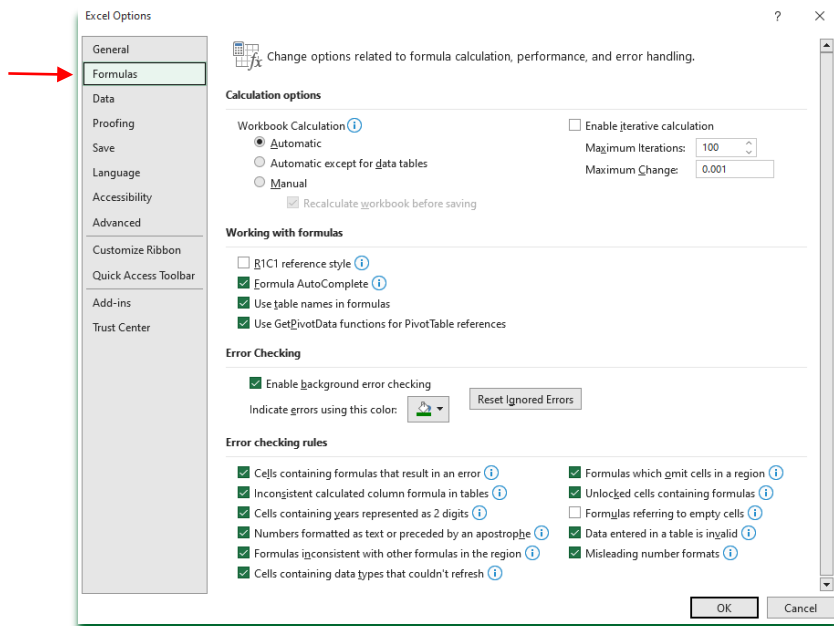 Excel Options
?
General
Formulas
Data
Proofing
Save
Language
Accessibility
Advanced
Customize Ribbon
Quick Access Toolbar
Add-ins
Trust Center
fx Change options related to formula calculation, performance, and error handling.
Calculation options
Workbook Calculation
Automatic
Automatic except for data tables
Manual
Recalculate workbook before saving
Enable iterative calculation
Maximum Iterations: 100
Maximum Change: 0.001
Working with formulas
R1C1 reference style
Formula AutoComplete
Use table names in formulas
Use GetPivotData functions for PivotTable references
Error Checking
Enable background error checking
Indicate errors using this color:
Reset Ignored Errors
Error checking rules
Cells containing formulas that result in an error
Inconsistent calculated column formula in tables
Cells containing years represented as 2 digits
Numbers formatted as text or preceded by an apostrophe
Formulas inconsistent with other formulas in the region
Cells containing data types that couldn't refresh
Formulas which omit cells in a region
Unlocked cells containing formulas
Formulas referring to empty cells
Data entered in a table is invalid
Misleading number formats
OK
Cancel